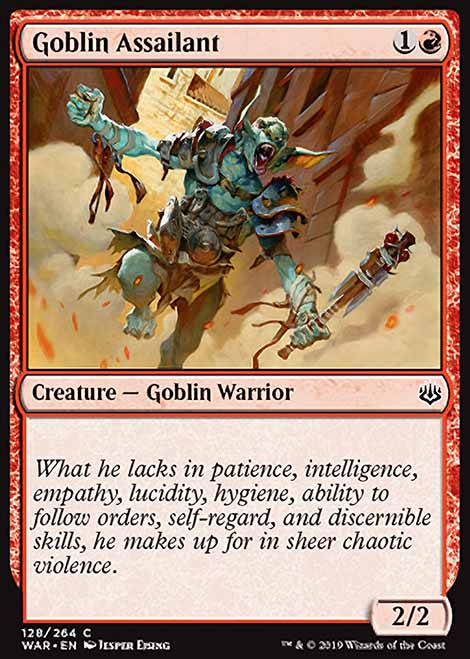 Goblin Assailant 1
Creature — Goblin Warrior
What he lacks in patience, intelligence,
empathy, lucidity, hygiene, ability to
follow orders, self-regard, and discernible
skills, he makes up for in sheer chaotic
violence.
2/2
128/264 C
WAR • EN Jesper Ejsing
™ & © 2019 Wizards of the Coast